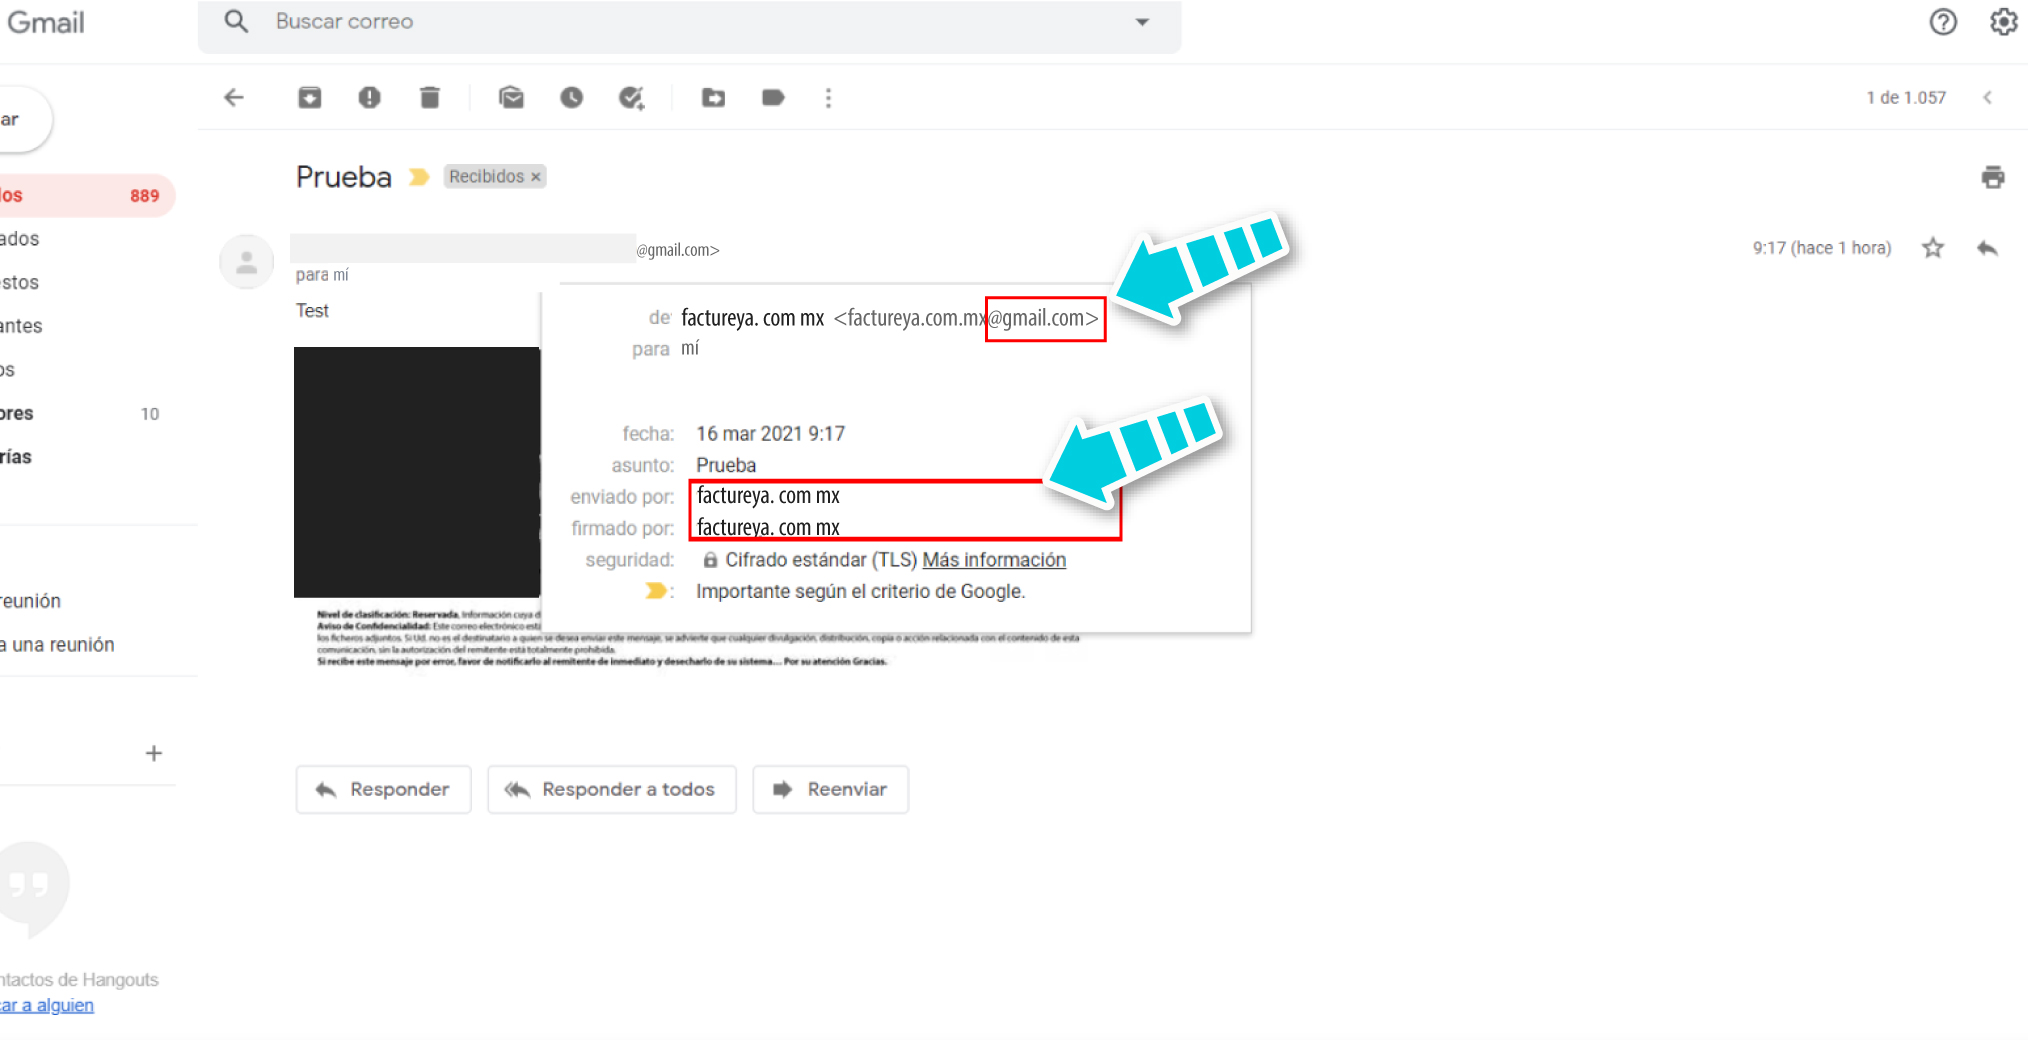 Gmail
Buscar correo
1 de 1.057
ar
los
889
ados
estos
antes
os
ores
10
rías
reunión
a una reunión
Prueba
Recibidos ×
@gmail.com>
9:17 (hace 1 hora)
para mí
Test
de factureya. com mx <factureya.com.mx@gmail.com>
para mí
fecha: 16 mar 2021 9:17
asunto: Prueba
enviado por: factureya. com mx
firmado por: factureya. com mx
seguridad: Cifrado estándar (TLS) Más información
: Importante según el criterio de Google.
Nivel de clasificación: Reservada, Información cuya d
Aviso de Confidencialidad: Este correo electrónico está
los ficheros adjuntos. Si Ud. no es el destinatario a quien se desea enviar este mensaje, se advierte que cualquier divulgación, distribución, copia o acción relacionada con el contenido de esta
comunicación, sin la autorización del remitente está totalmente prohibida.
Si recibe este mensaje por error, favor de notificarlo al remitente de inmediato y desecharlo de su sistema.... Por su atención Gracias.
Responder
Responder a todos
Reenviar
ntactos de Hangouts
car a alguien